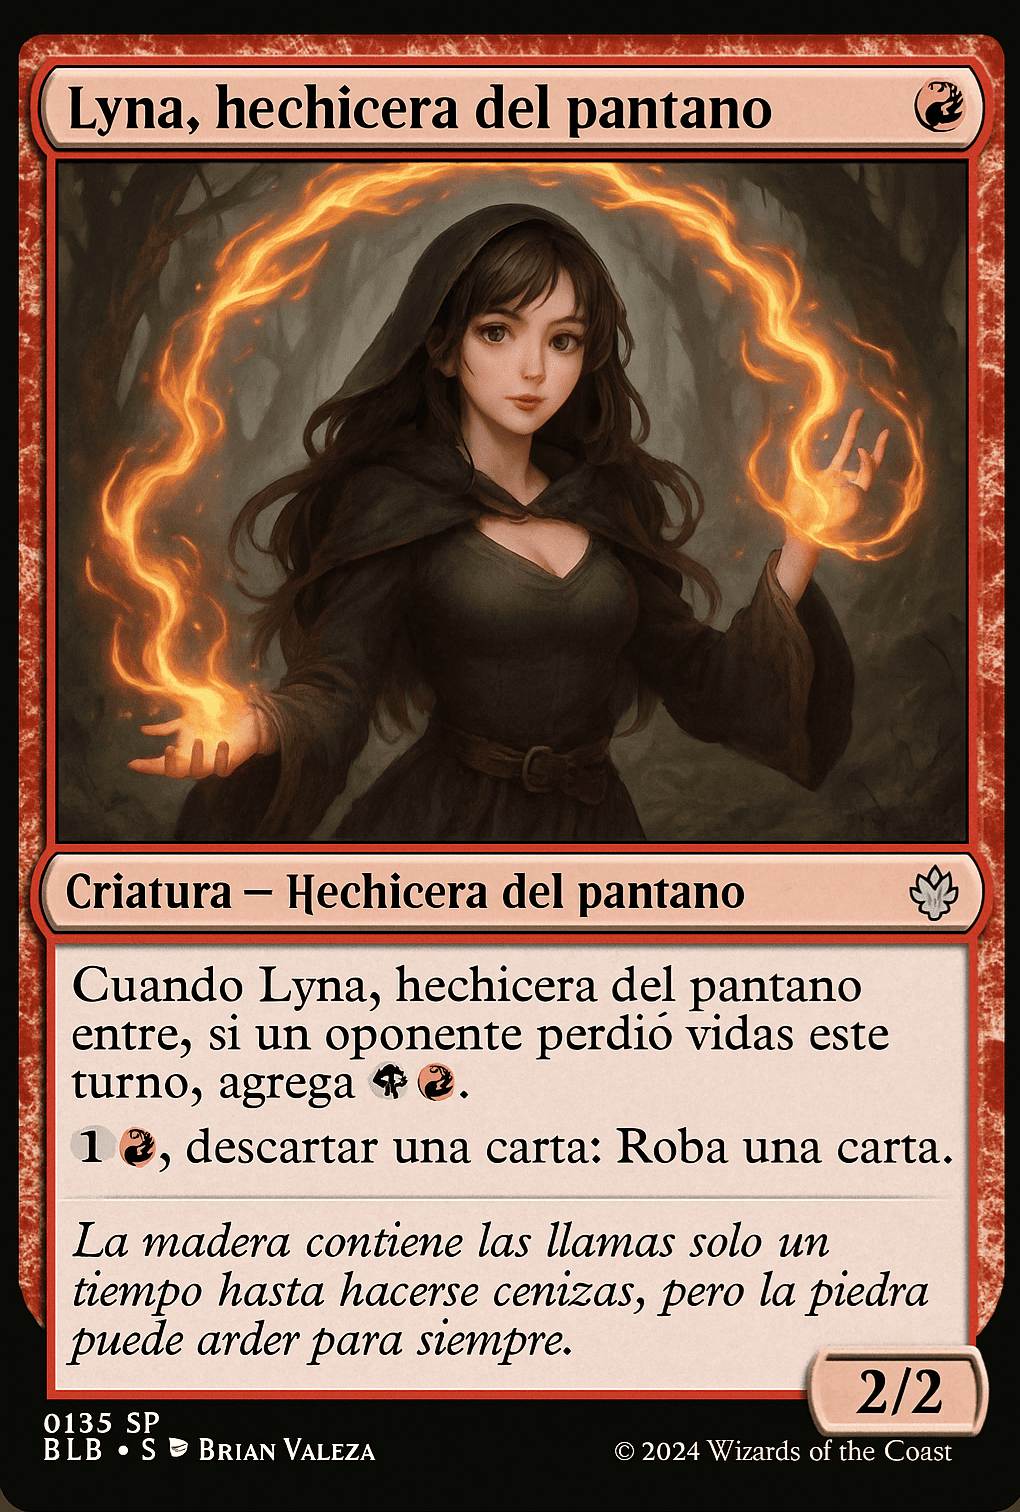 Lyna, hechicera del pantano
Criatura — Hechicera del pantano
Cuando Lyna, hechicera del pantano
entre, si un oponente perdió vidas este
turno, agrega .
1, descartar una carta: Roba una carta.
La madera contiene las llamas solo un
tiempo hasta hacerse cenizas, pero la piedra
puede arder para siempre.
2/2
0135 SP
BLB • S BRIAN VALEZA
© 2024 Wizards of the Coast